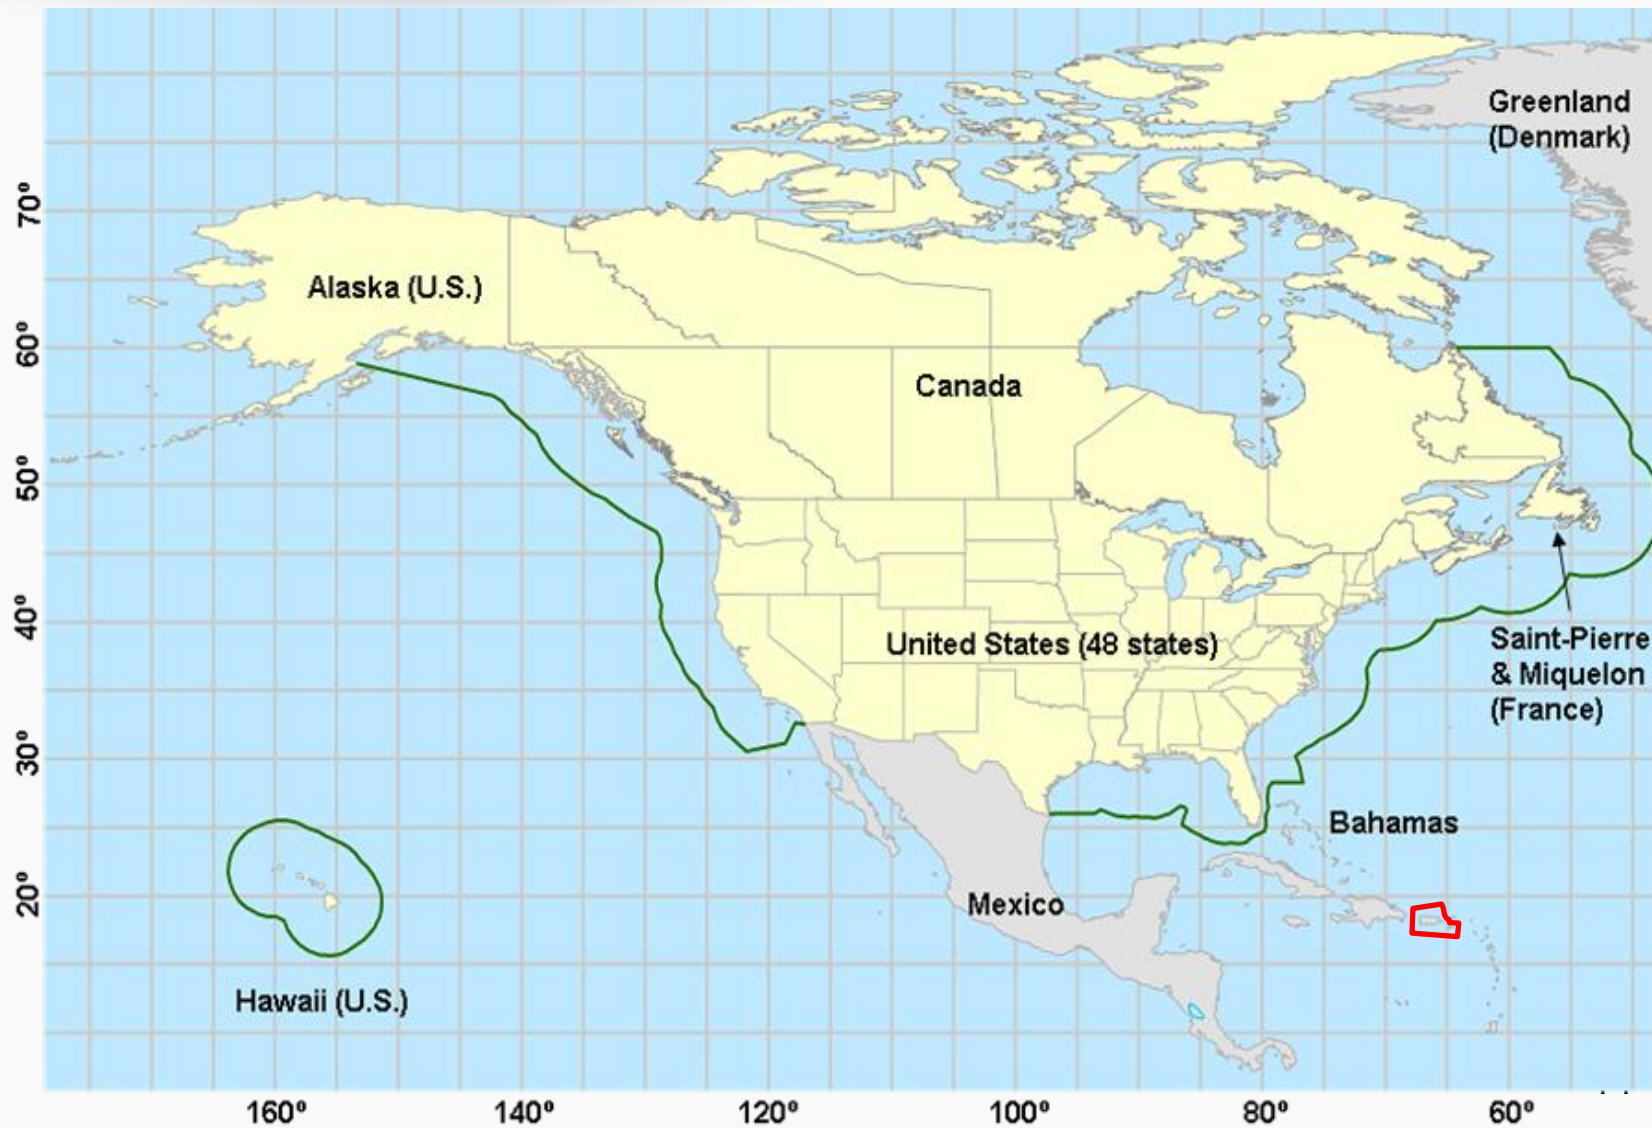 Greenland
(Denmark)
70°
Alaska (U.S.)
60°
Canada
50°
40°
United States (48 states)
Saint-Pierre
& Miquelon
(France)
30°
Bahamas
20°
Mexico
Hawaii (U.S.)
160° 140° 120° 100° 80° 60°